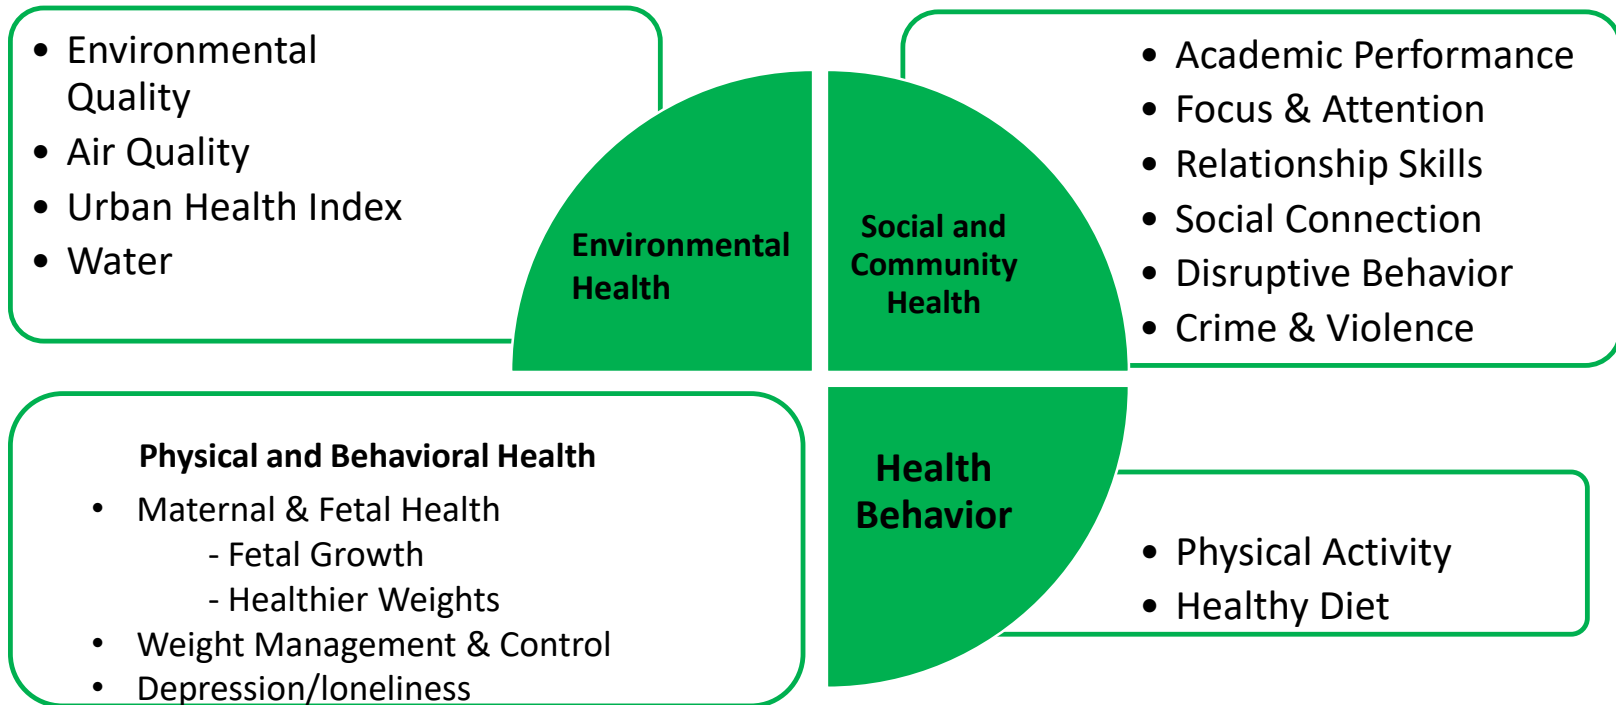 • Environmental
Quality
• Air Quality
• Urban Health Index
• Water
Environmental
Health
Social and
Community
Health
• Academic Performance
• Focus & Attention
• Relationship Skills
• Social Connection
• Disruptive Behavior
• Crime & Violence
Physical and Behavioral Health
• Maternal & Fetal Health
- Fetal Growth
- Healthier Weights
• Weight Management & Control
• Depression/loneliness
Health
Behavior
• Physical Activity
• Healthy Diet